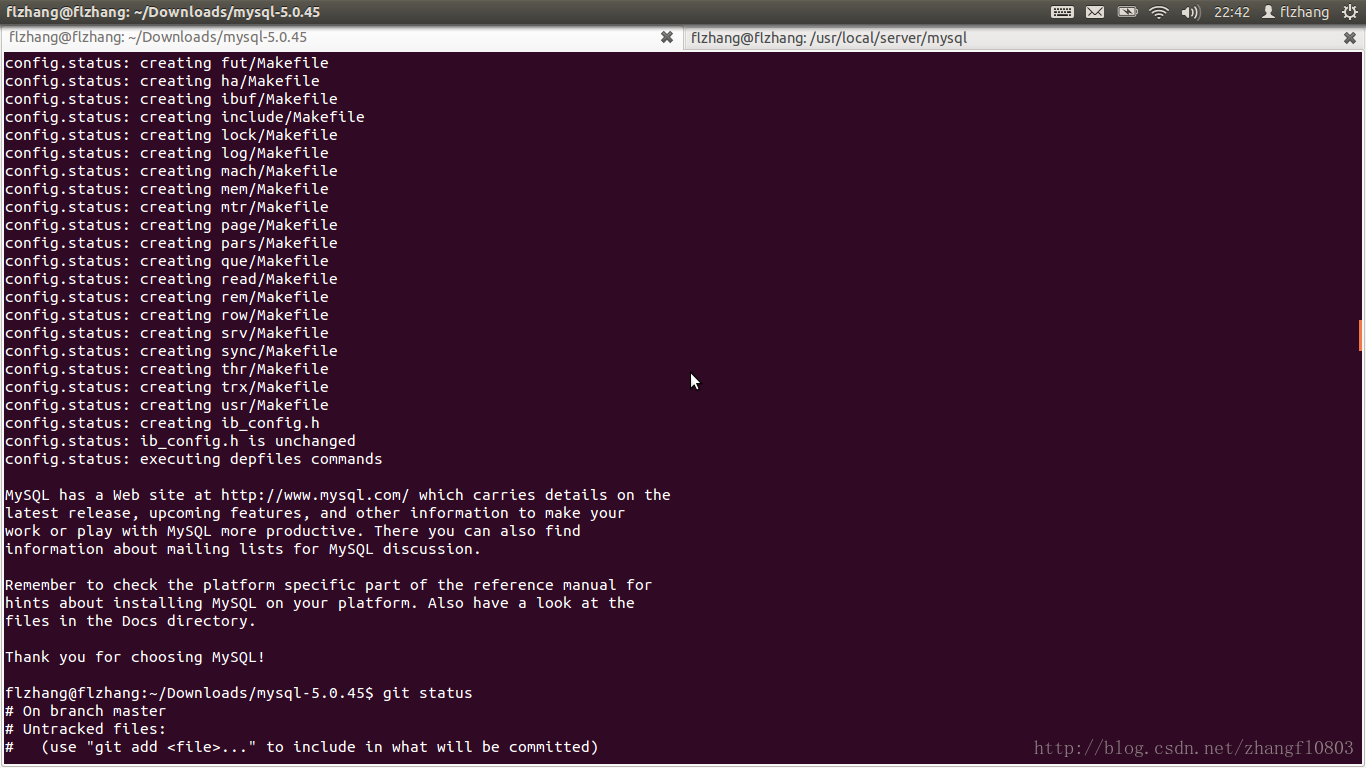 flzhang@flzhang: ~/Downloads/mysql-5.0.45
22:42 flzhang
flzhang@flzhang: ~/Downloads/mysql-5.0.45
flzhang@flzhang: /usr/local/server/mysql
config.status: creating fut/Makefile
config.status: creating ha/Makefile
config.status: creating ibuf/Makefile
config.status: creating include/Makefile
config.status: creating lock/Makefile
config.status: creating log/Makefile
config.status: creating mach/Makefile
config.status: creating mem/Makefile
config.status: creating mtr/Makefile
config.status: creating page/Makefile
config.status: creating pars/Makefile
config.status: creating que/Makefile
config.status: creating read/Makefile
config.status: creating rem/Makefile
config.status: creating row/Makefile
config.status: creating srv/Makefile
config.status: creating sync/Makefile
config.status: creating thr/Makefile
config.status: creating trx/Makefile
config.status: creating usr/Makefile
config.status: creating ib_config.h
config.status: ib_config.h is unchanged
config.status: executing depfiles commands
MySQL has a Web site at http://www.mysql.com/ which carries details on the
latest release, upcoming features, and other information to make your
work or play with MySQL more productive. There you can also find
information about mailing lists for MySQL discussion.
Remember to check the platform specific part of the reference manual for
hints about installing MySQL on your platform. Also have a look at the
files in the Docs directory.
Thank you for choosing MySQL!
flzhang@flzhang:~/Downloads/mysql-5.0.45$ git status
# On branch master
# Untracked files:
#   (use "git add <file>..." to include in what will be committed)
http://blog.csdn.net/zhangfl0803